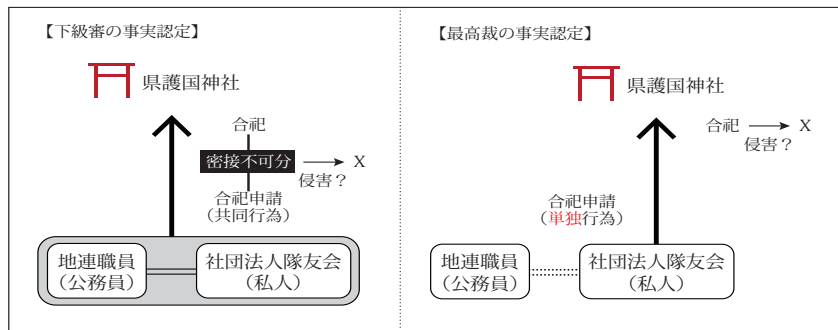 【下級審の事実認定】
県護国神社
合祀
密接不可分
X
侵害?
合祀申請
(共同行為)
地連職員
(公務員)
社団法人隊友会
(私人)
【最高裁の事実認定】
県護国神社
合祀
X
侵害?
合祀申請
(単独行為)
地連職員
(公務員)
社団法人隊友会
(私人)